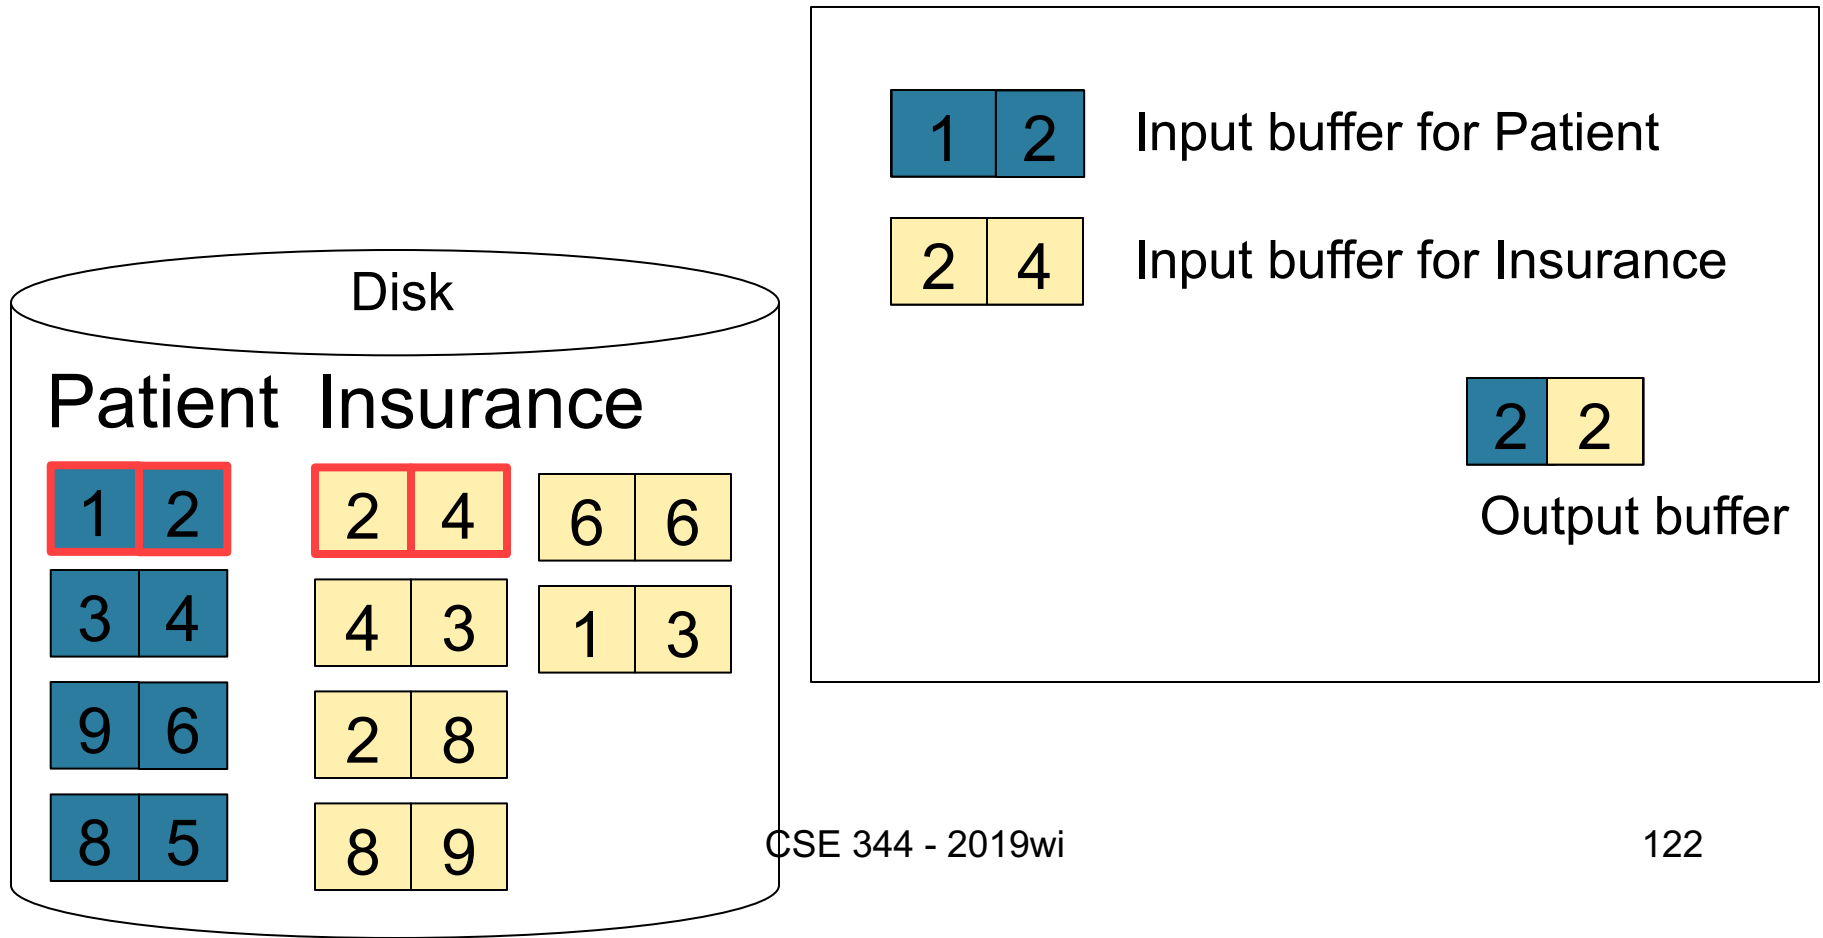 1 2 Input buffer for Patient
2 4 Input buffer for Insurance
2 2
Output buffer
Disk
Patient Insurance
1 2 2 4 6 6
3 4 4 3 1 3
9 6 2 8
8 5 8 9
CSE 344 - 2019wi 122